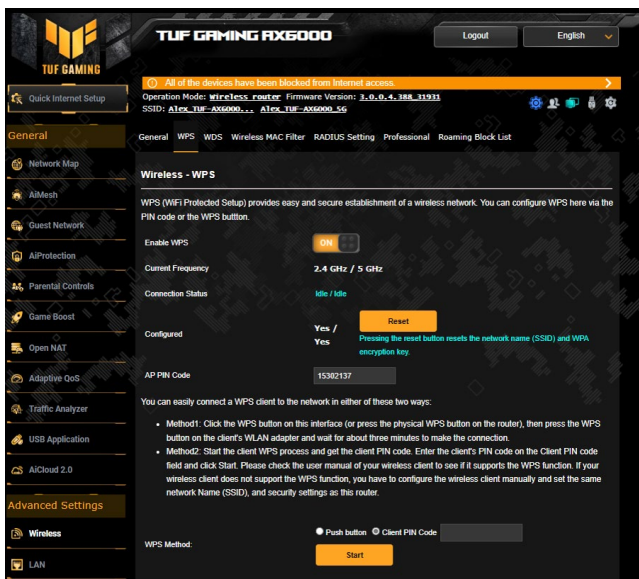 TUF GAMING AX6000
Logout
English
TUF GAMING
All of the devices have been blocked from Internet access.
Quick Internet Setup
Operation Mode: Wireless router Firmware Version: 3.0.0.4.388_31931
SSID: Alex_TUF-AX6000... Alex_TUF-AX6000_5G
General
General WPS WDS Wireless MAC Filter RADIUS Setting Professional Roaming Block List
Network Map
AiMesh
Guest Network
AiProtection
Parental Controls
Game Boost
Open NAT
Adaptive QoS
Traffic Analyzer
USB Application
AiCloud 2.0
Advanced Settings
Wireless
LAN
Wireless - WPS
WPS (WiFi Protected Setup) provides easy and secure establishment of a wireless network. You can configure WPS here via the
PIN code or the WPS buttton.
Enable WPS
ON
Current Frequency
2.4 GHz / 5 GHz
Connection Status
Idle / Idle
Configured
Yes /
Yes
Reset
Pressing the reset button resets the network name (SSID) and WPA
encryption key.
AP PIN Code
15302137
You can easily connect a WPS client to the network in either of these two ways:
• Method1: Click the WPS button on this interface (or press the physical WPS button on the router), then press the WPS
button on the client's WLAN adapter and wait for about three minutes to make the connection.
• Method2: Start the client WPS process and get the client PIN code. Enter the client's PIN code on the Client PIN code
field and click Start. Please check the user manual of your wireless client to see if it supports the WPS function. If your
wireless client does not support the WPS function, you have to configure the wireless client manually and set the same
network Name (SSID), and security settings as this router.
WPS Method:
Push button Client PIN Code
Start